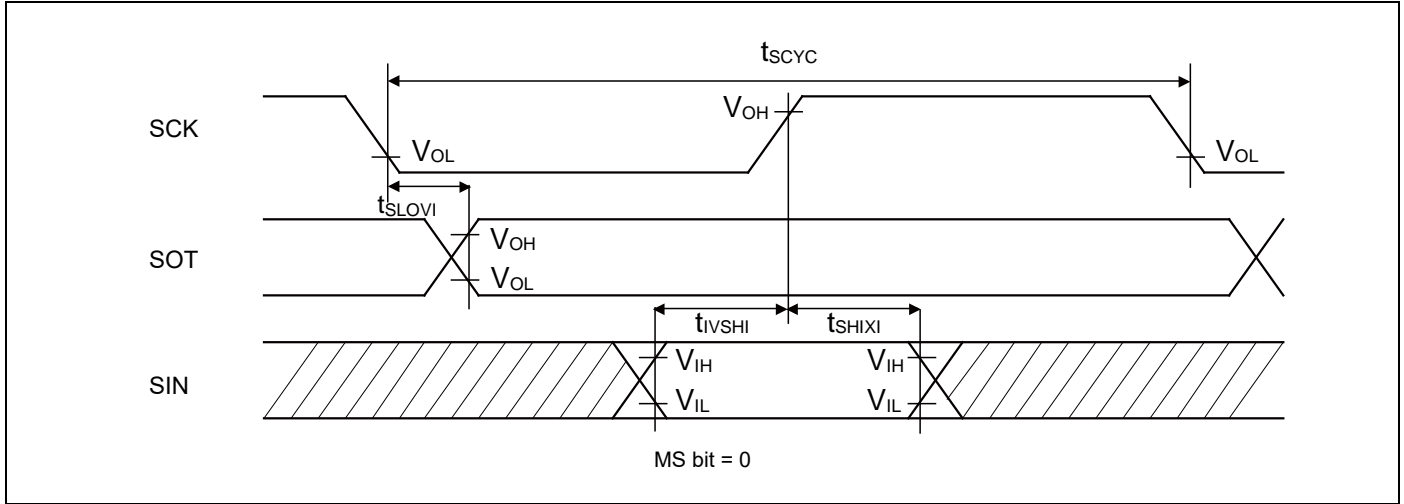 tSCYC
SCK
VOH
VOL
VOL
tSLOVI
SOT
VOH
VOL
tIVSHI
tSHIXI
SIN
VIH
VIH
VIL
VIL
MS bit = 0